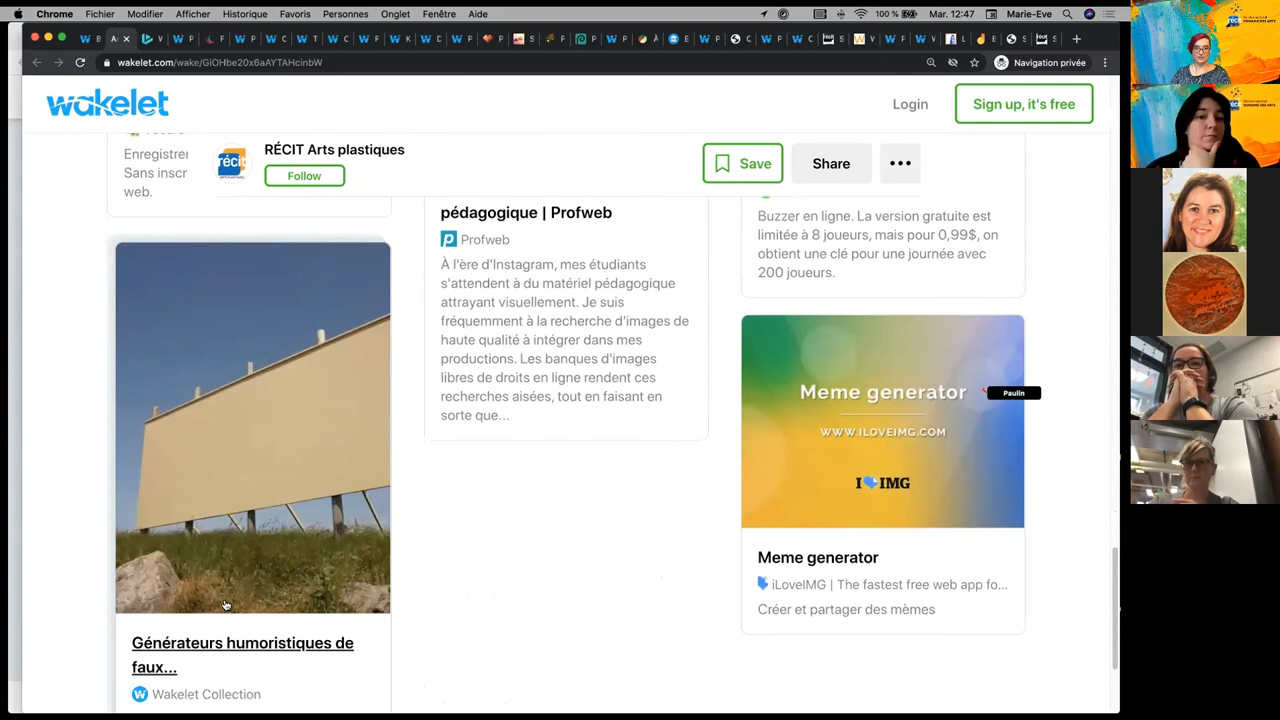 Chrome Fichier Modifier Afficher Historique Favoris Personnes Onglet Fenêtre Aide
100 % Mar. 12:47 Marie-Eve
wakelet.com/wake/GiOHbe20x6aAYTAHcinbW
Navigation privée
wakelet
Login
Sign up, it's free
RÉCIT Arts plastiques
Follow
récit
Save
Share
Enregistrer
Sans inscr
web.
pédagogique | Profweb
Profweb
À l'ère d'Instagram, mes étudiants
s'attendent à du matériel pédagogique
attrayant visuellement. Je suis
fréquemment à la recherche d'images de
haute qualité à intégrer dans mes
productions. Les banques d'images
libres de droits en ligne rendent ces
recherches aisées, tout en faisant en
sorte que...
Buzzer en ligne. La version gratuite est
limitée à 8 joueurs, mais pour 0,99$, on
obtient une clé pour une journée avec
200 joueurs.
Meme generator
WWW.ILOVEIMG.COM
I IMG
Paulin
Meme generator
iLoveIMG | The fastest free web app fo...
Créer et partager des mèmes
Générateurs humoristiques de
faux...
Wakelet Collection